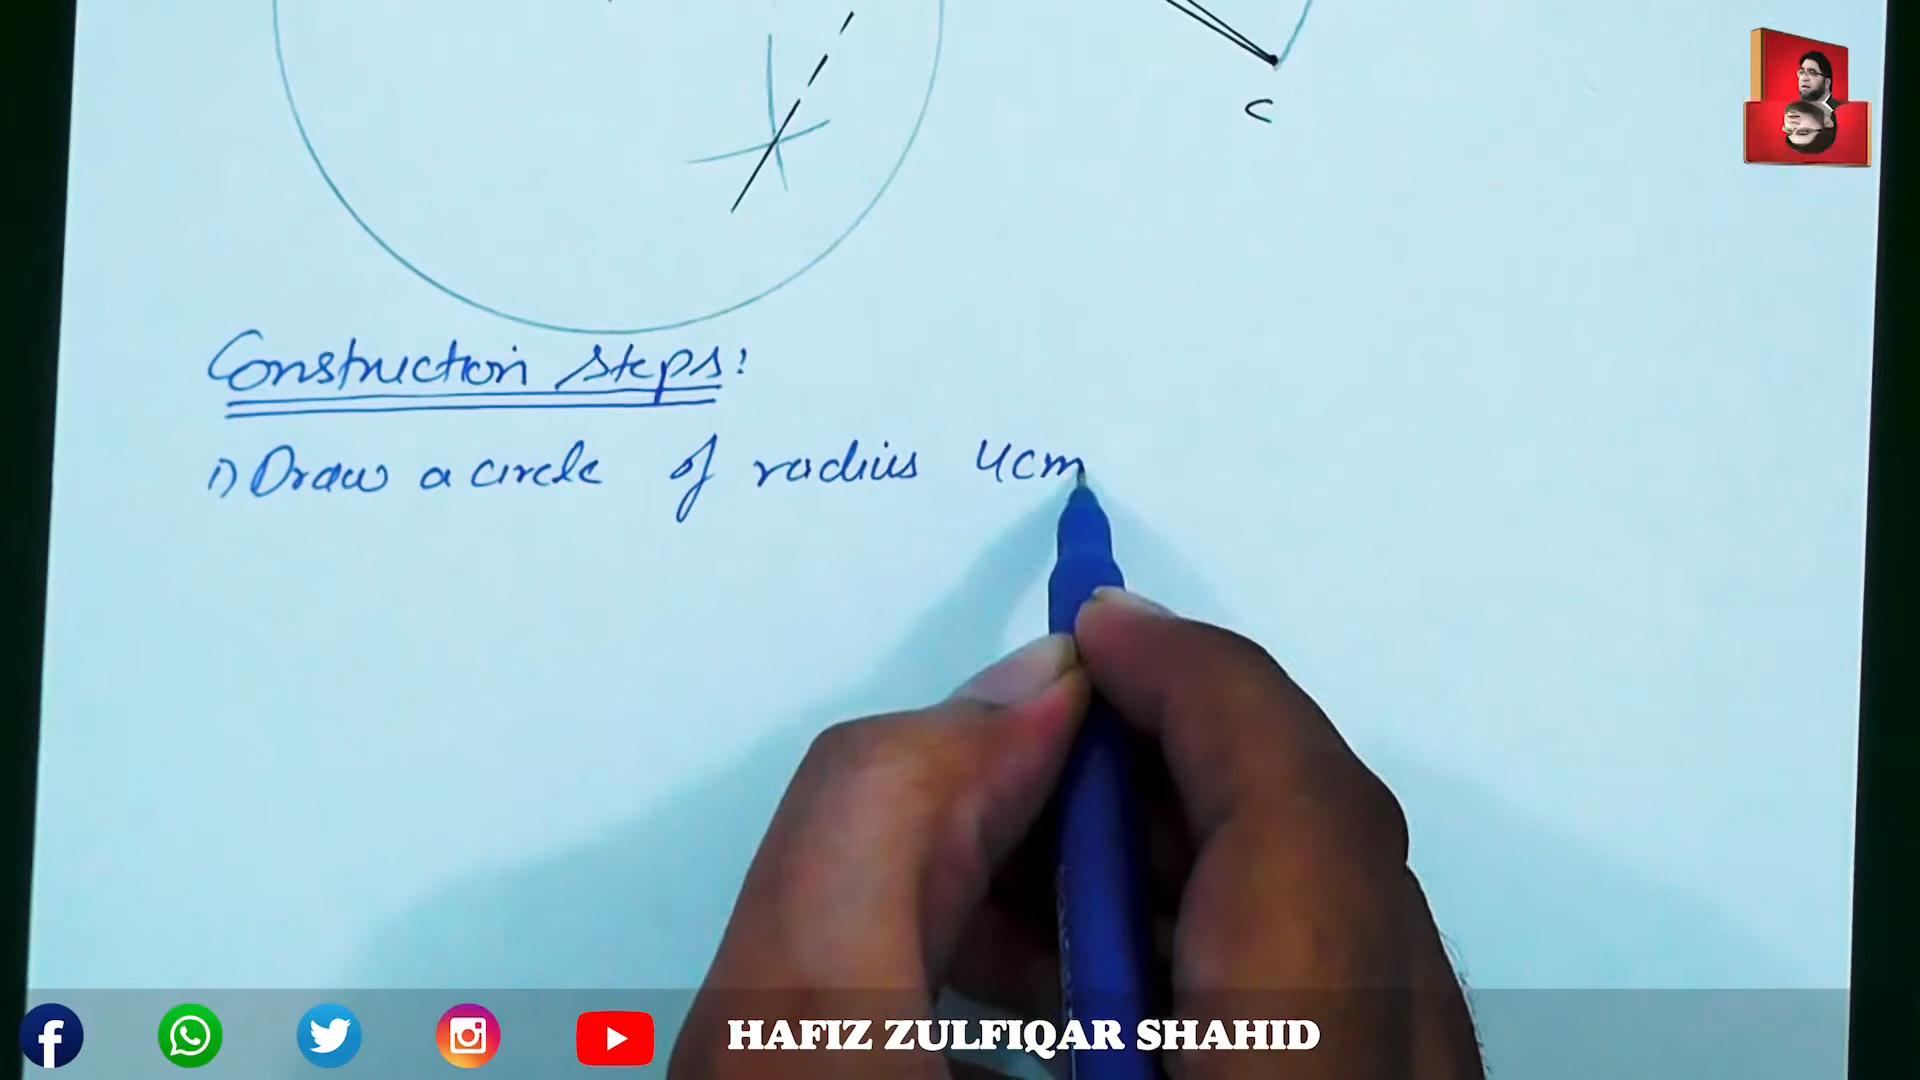 C
Construction steps:
1) Draw a circle of radius 4cm
HAFIZ ZULFIQAR SHAHID